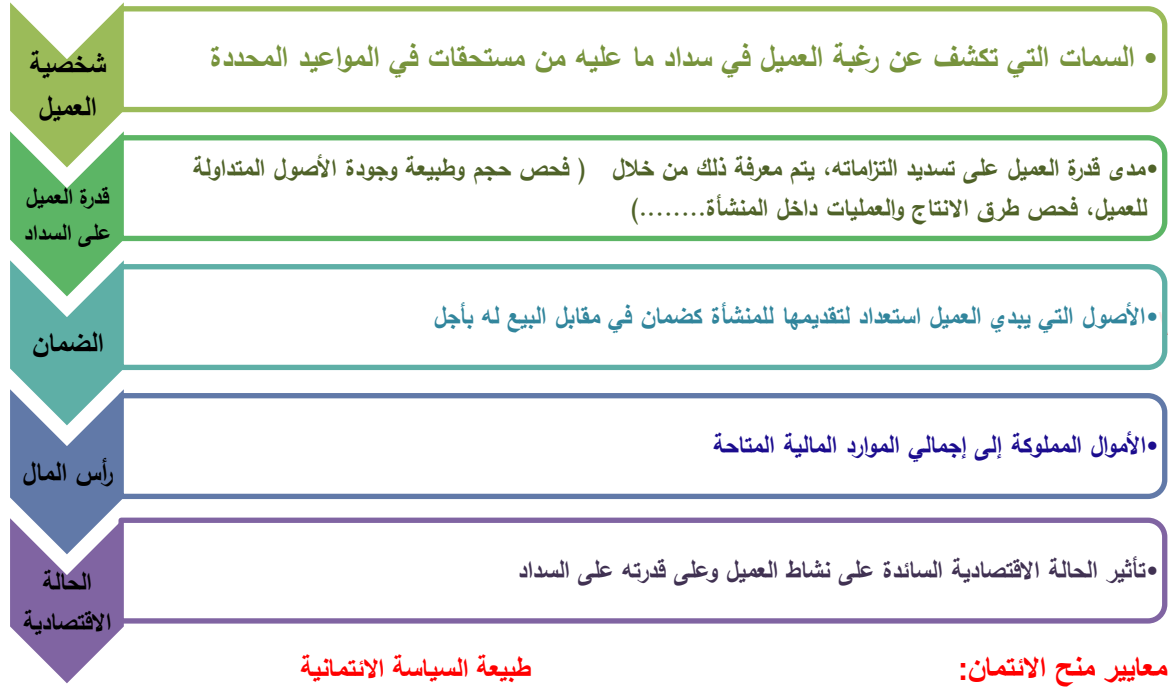 شخصية
العميل
• السمات التي تكشف عن رغبة العميل في سداد ما عليه من مستحقات في المواعيد المحددة
قدرة العميل
على السداد
•مدى قدرة العميل على تسديد التزاماته، يتم معرفة ذلك من خلال ( فحص حجم وطبيعة وجودة الأصول المتداولة
للعميل، فحص طرق الانتاج والعمليات داخل المنشأة........)
الضمان
•الأصول التي يبدي العميل استعداد لتقديمها للمنشأة كضمان في مقابل البيع له بأجل
رأس المال
•الأموال المملوكة إلى إجمالي الموارد المالية المتاحة
الحالة
الاقتصادية
•تأثير الحالة الاقتصادية السائدة على نشاط العميل وعلى قدرته على السداد
معايير منح الائتمان: طبيعة السياسة الائتمانية